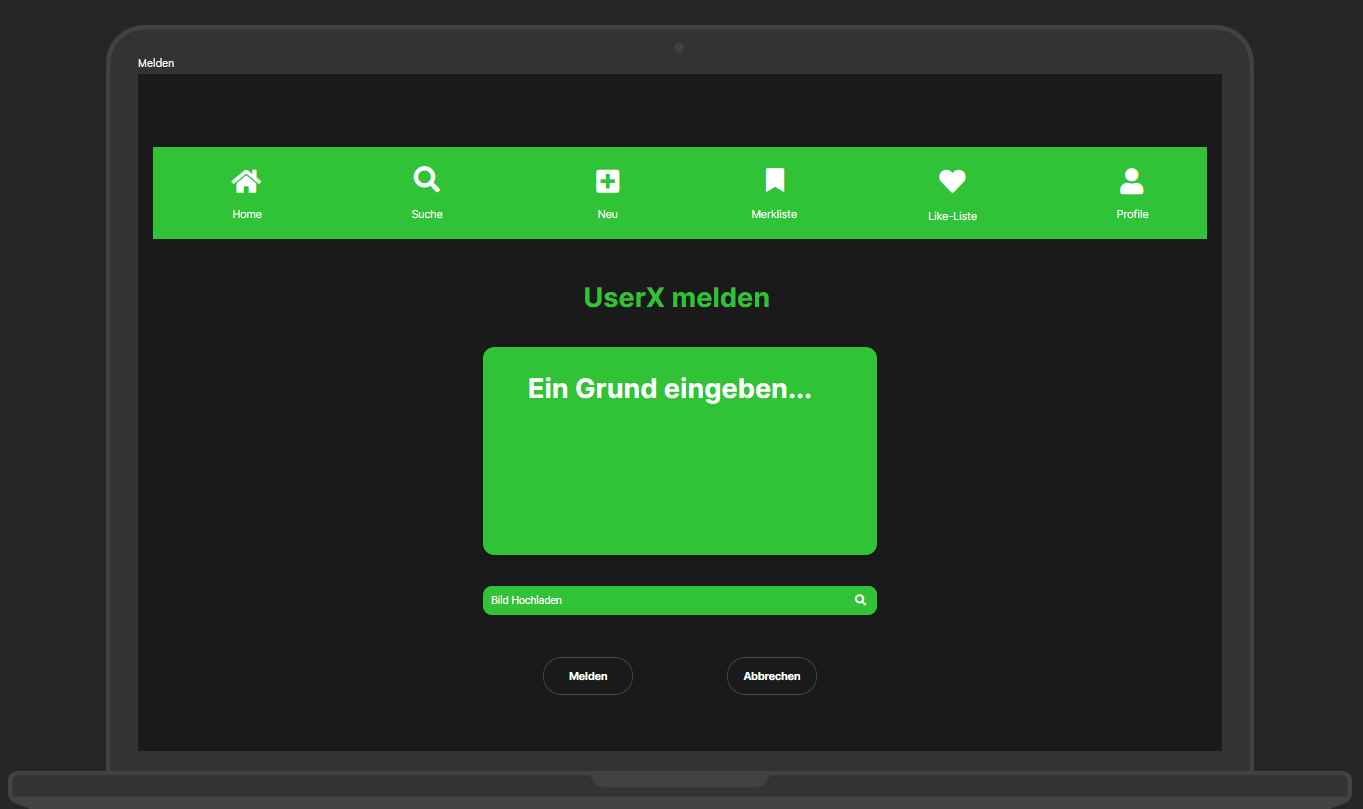 Melden
Home Suche Neu Merkliste Like-Liste Profile
UserX melden
Ein Grund eingeben...
Bild Hochladen
Melden Abbrechen